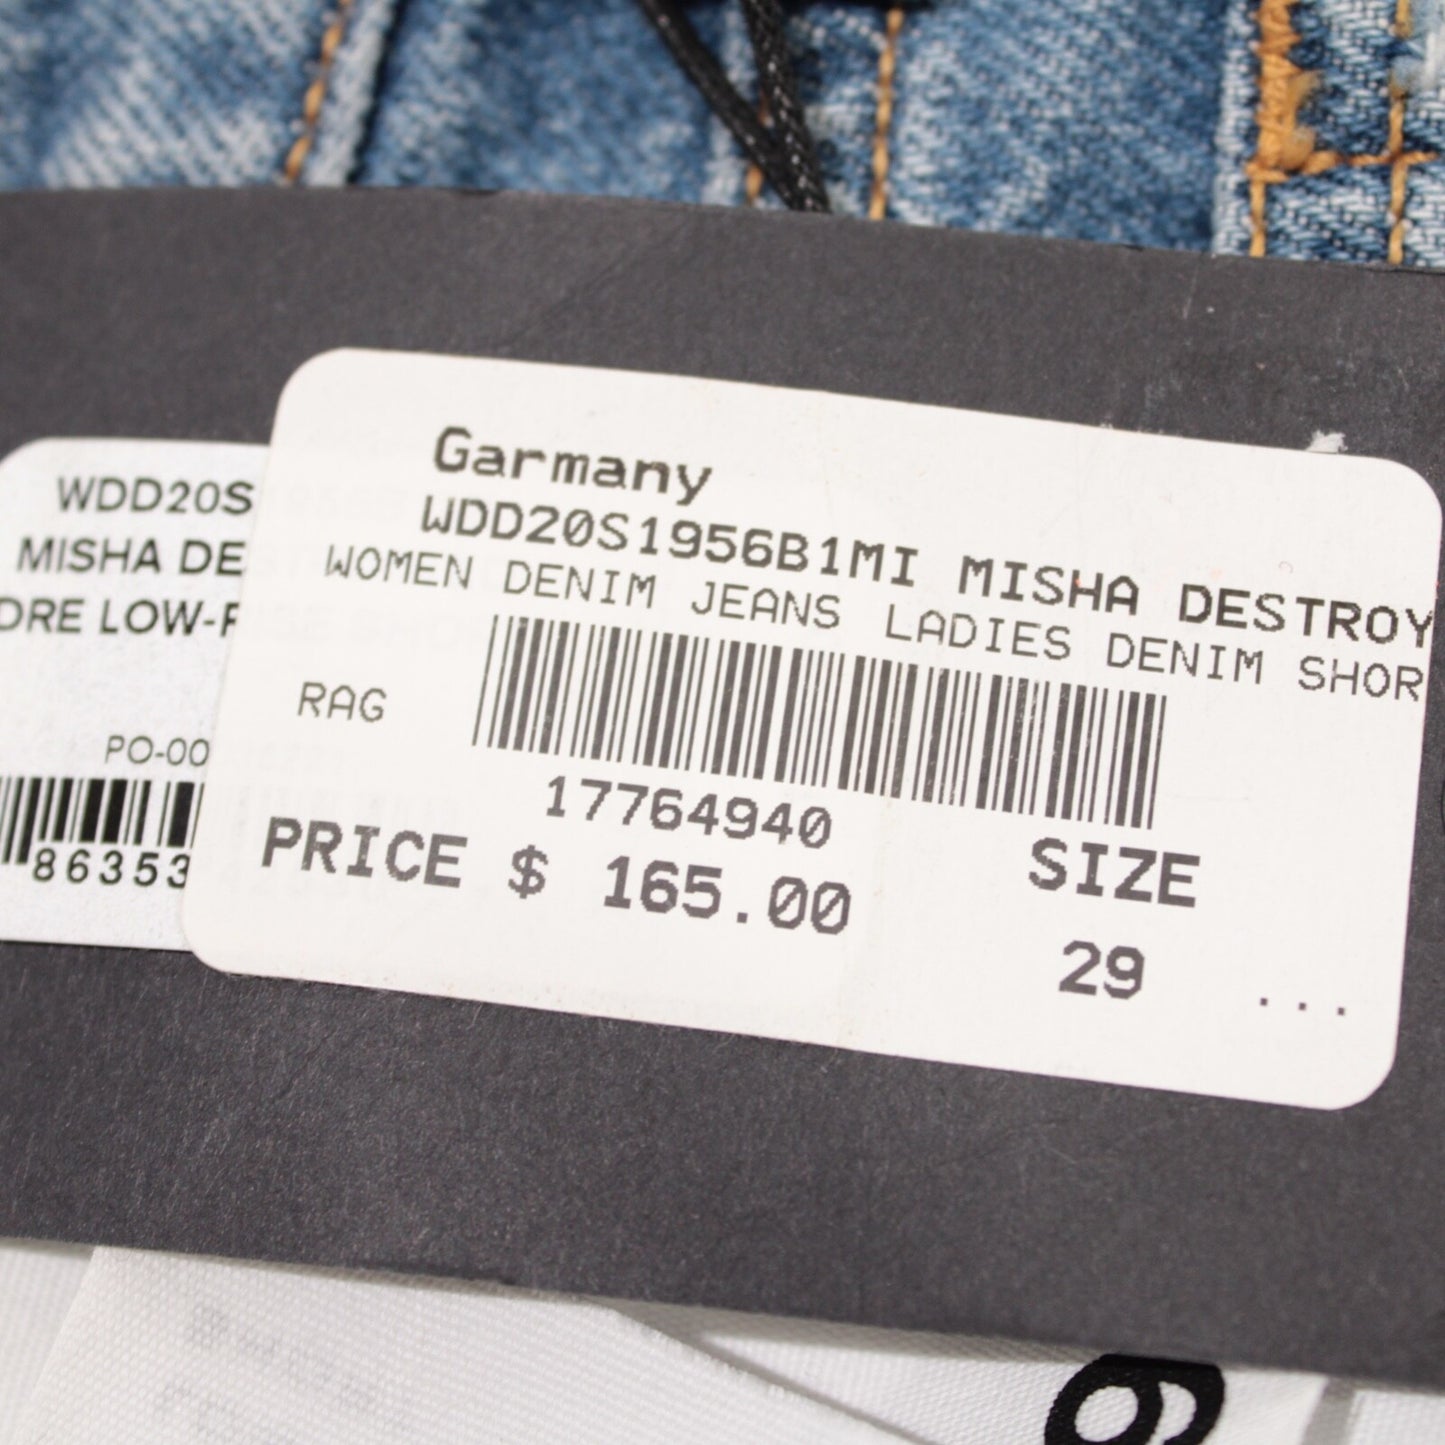 Garmany
WDD20S1956B1MI MISHA DESTROY
WOMEN DENIM JEANS LADIES DENIM SHOR
RAG
17764940
PRICE $ 165.00
SIZE
29
...
WDD20S
MISHA DE
DRE LOW-R
PO-00
86353